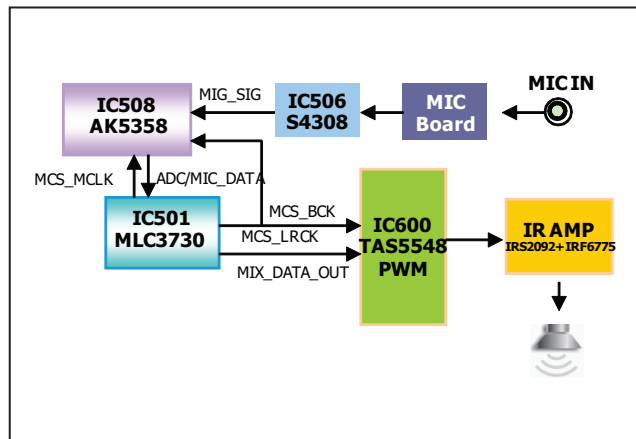 MIC IN
IC508
AK5358
MIG_SIG
IC506
S4308
MIC
Board
MCS_MCLK
ADC/MIC_DATA
IC501
MLC3730
MCS_BCK
MCS_LRCK
MIX_DATA_OUT
IC600
TAS5548
PWM
IR AMP
IRS2092+IRF6775